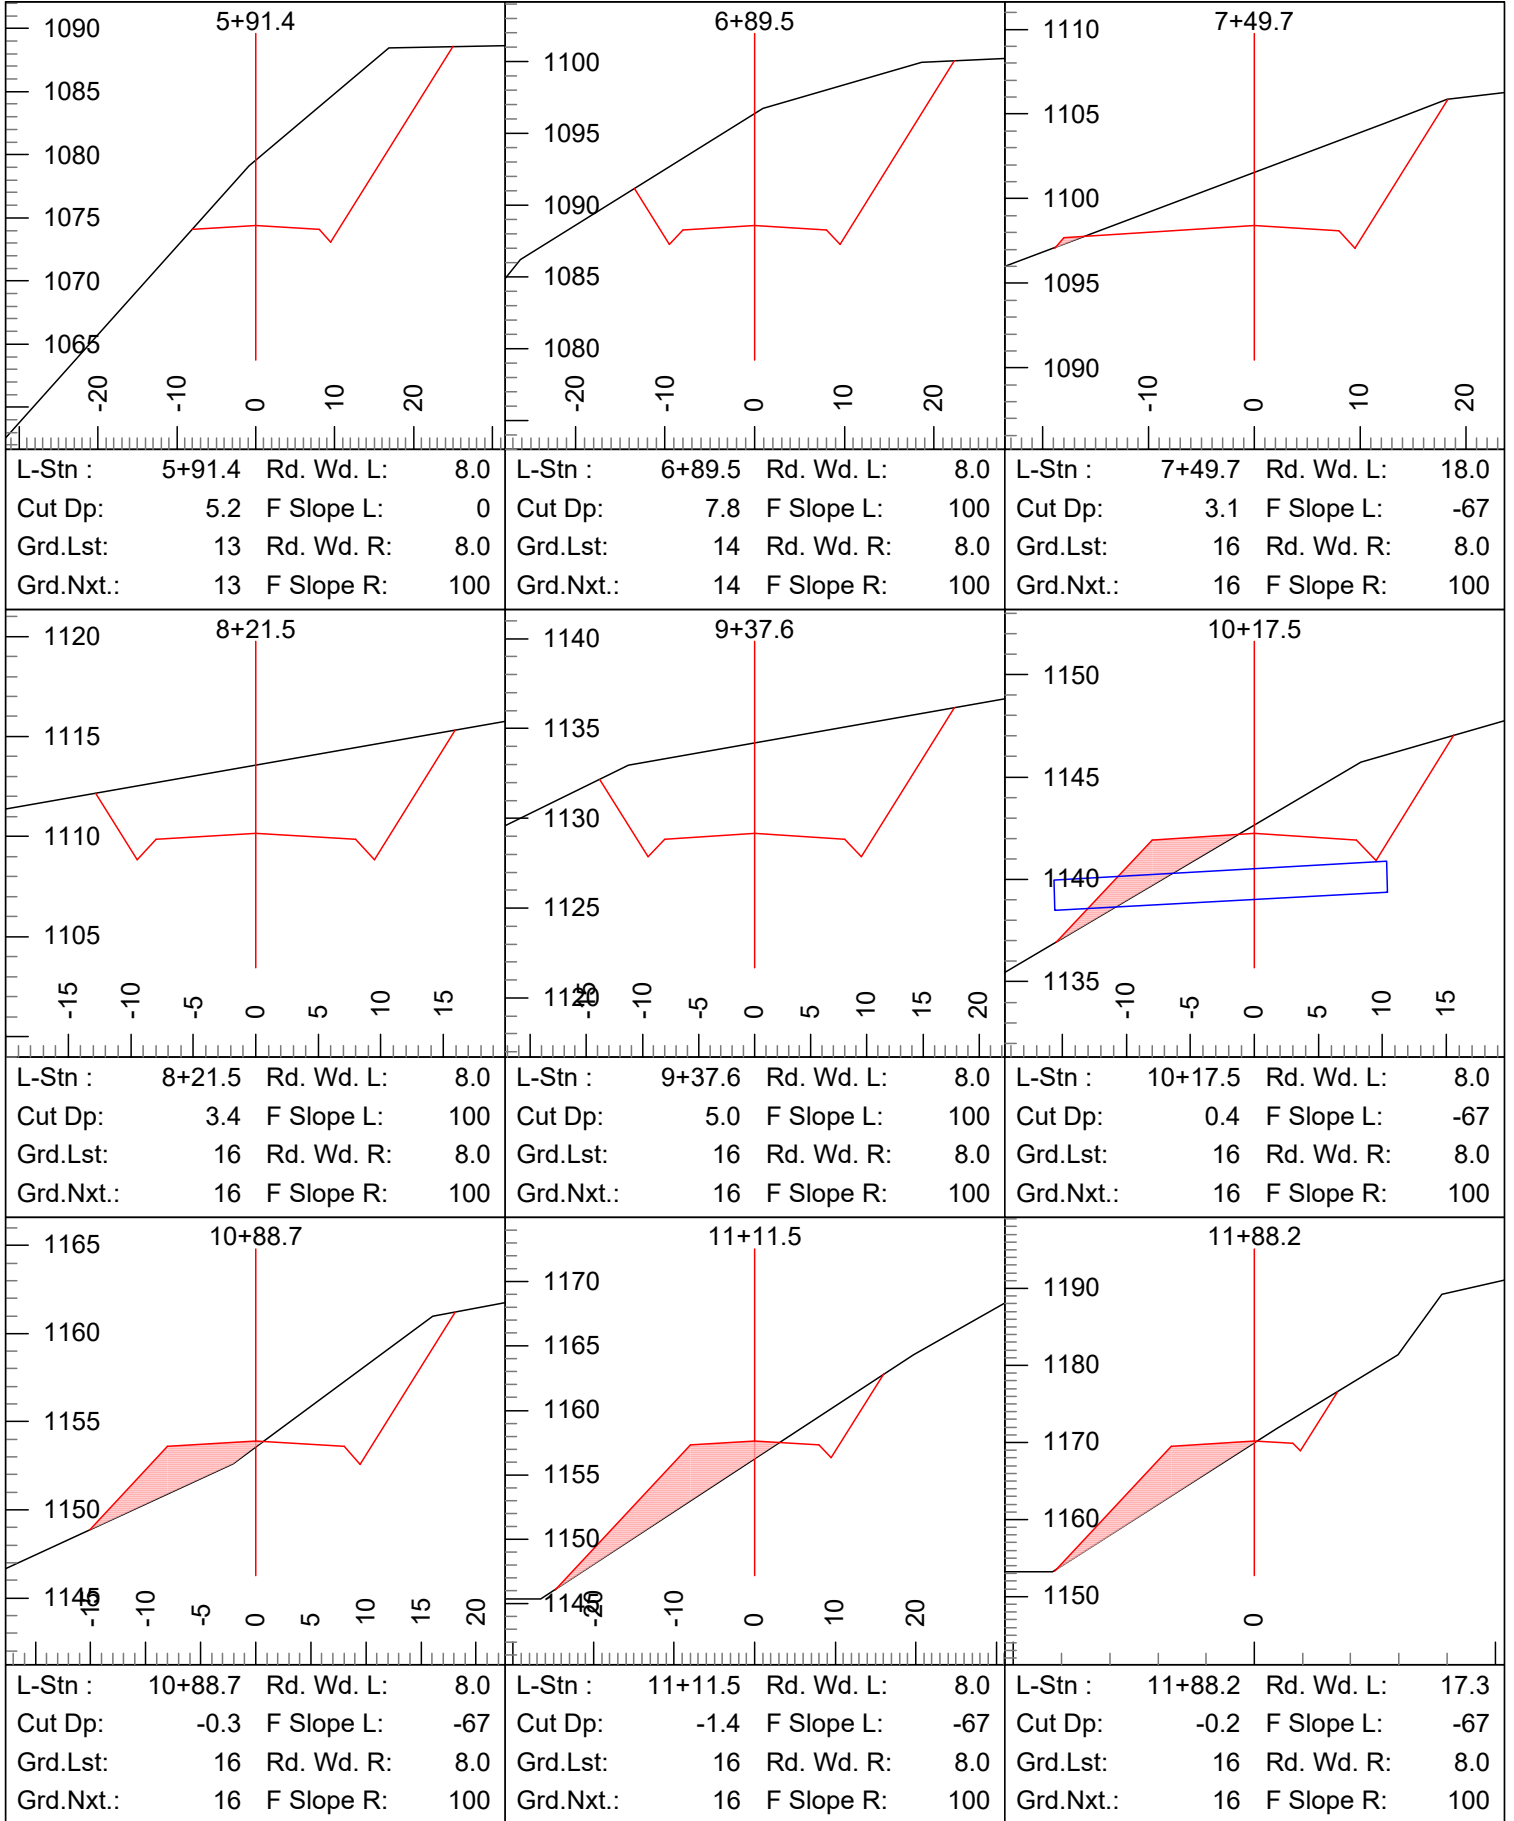 5+91.4
1090
1085
1080
1075
1070
1065
-20 -10 0 10 20
L-Stn : 5+91.4 Rd. Wd. L: 8.0
Cut Dp: 5.2 F Slope L: 0
Grd.Lst: 13 Rd. Wd. R: 8.0
Grd.Nxt.: 13 F Slope R: 100
6+89.5
1100
1095
1090
1085
1080
-20 -10 0 10 20
L-Stn : 6+89.5 Rd. Wd. L: 8.0
Cut Dp: 7.8 F Slope L: 100
Grd.Lst: 14 Rd. Wd. R: 8.0
Grd.Nxt.: 14 F Slope R: 100
7+49.7
1110
1105
1100
1095
1090
-10 0 10 20
L-Stn : 7+49.7 Rd. Wd. L: 18.0
Cut Dp: 3.1 F Slope L: -67
Grd.Lst: 16 Rd. Wd. R: 8.0
Grd.Nxt.: 16 F Slope R: 100
8+21.5
1120
1115
1110
1105
-15 -10 -5 0 5 10 15
L-Stn : 8+21.5 Rd. Wd. L: 8.0
Cut Dp: 3.4 F Slope L: 100
Grd.Lst: 16 Rd. Wd. R: 8.0
Grd.Nxt.: 16 F Slope R: 100
9+37.6
1140
1135
1130
1125
1120
-15 -10 -5 0 5 10 15 20
L-Stn : 9+37.6 Rd. Wd. L: 8.0
Cut Dp: 5.0 F Slope L: 100
Grd.Lst: 16 Rd. Wd. R: 8.0
Grd.Nxt.: 16 F Slope R: 100
10+17.5
1150
1145
1140
1135
-10 -5 0 5 10 15
L-Stn : 10+17.5 Rd. Wd. L: 8.0
Cut Dp: 0.4 F Slope L: -67
Grd.Lst: 16 Rd. Wd. R: 8.0
Grd.Nxt.: 16 F Slope R: 100
10+88.7
1165
1160
1155
1150
1145
-15 -10 -5 0 5 10 15 20
L-Stn : 10+88.7 Rd. Wd. L: 8.0
Cut Dp: -0.3 F Slope L: -67
Grd.Lst: 16 Rd. Wd. R: 8.0
Grd.Nxt.: 16 F Slope R: 100
11+11.5
1170
1165
1160
1155
1150
1145
-20 -10 0 10 20
L-Stn : 11+11.5 Rd. Wd. L: 8.0
Cut Dp: -1.4 F Slope L: -67
Grd.Lst: 16 Rd. Wd. R: 8.0
Grd.Nxt.: 16 F Slope R: 100
11+88.2
1190
1180
1170
1160
1150
0
L-Stn : 11+88.2 Rd. Wd. L: 17.3
Cut Dp: -0.2 F Slope L: -67
Grd.Lst: 16 Rd. Wd. R: 8.0
Grd.Nxt.: 16 F Slope R: 100